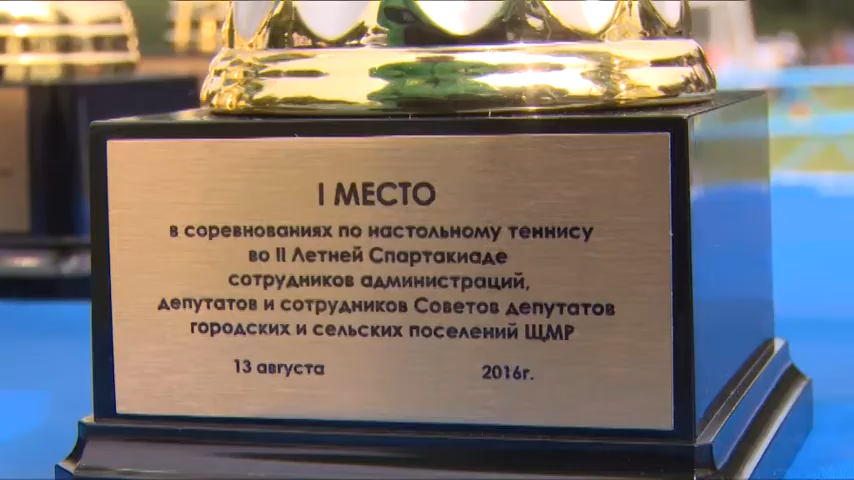 I МЕСТО
в соревнованиях по настольному теннису
во II Летней Спартакиаде
сотрудников администраций,
депутатов и сотрудников Советов депутатов
городских и сельских поселений ЩМР
13 августа 2016г.